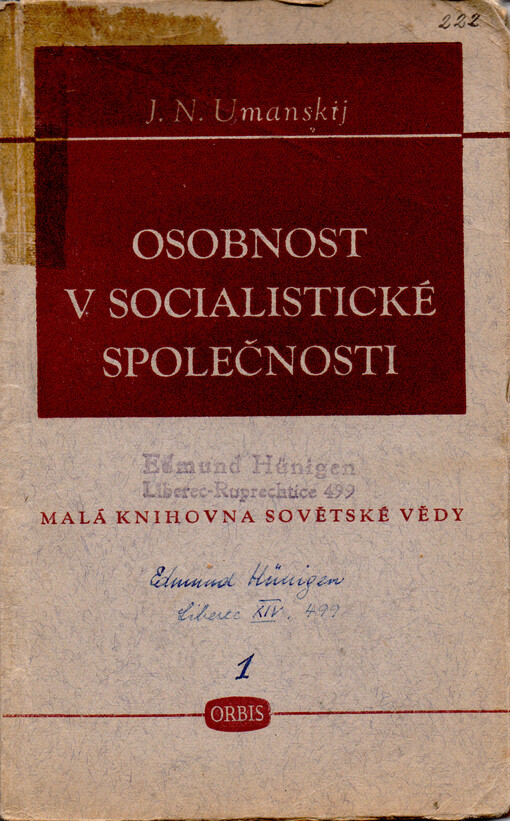 222
J. N. Umanskij
OSOBNOST
V SOCIALISTICKÉ
SPOLEČNOSTI
Edmund Hünigen
Liberec-Ruprechtice 499
MALÁ KNIHOVNA SOVĚTSKÉ VĚDY
Edmund Hünigen
Liberec XIV. 499
1
ORBIS